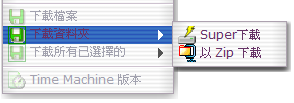 下載檔案
下載資料夾
下載所有已選擇的
Time Machine 版本
Super下載
以 Zip 下載